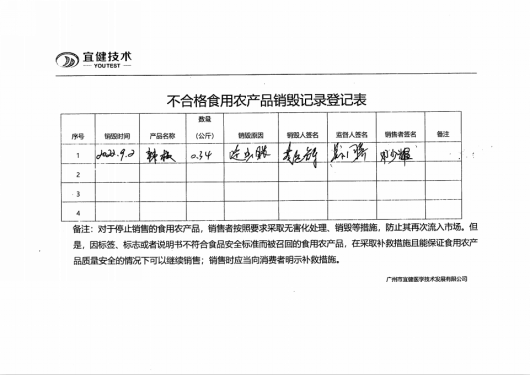 宜健技术
YOUTEST
不合格食用农产品销毁记录登记表
序号 销毁时间 产品名称 数量（公斤） 销毁原因 销毁人签名 监督人签名 销售者签名 备注
1 2022.9.2 辣椒 0.34
2
3
4
备注：对于停止销售的食用农产品，销售者按照要求采取无害化处理、销毁等措施，防止其再次流入市场。但
是，因标签、标志或者说明书不符合食品安全标准而被召回的食用农产品，在采取补救措施且能保证食用农产
品质量安全的情况下可以继续销售；销售时应当向消费者明示补救措施。
广州市宜健医学技术发展有限公司